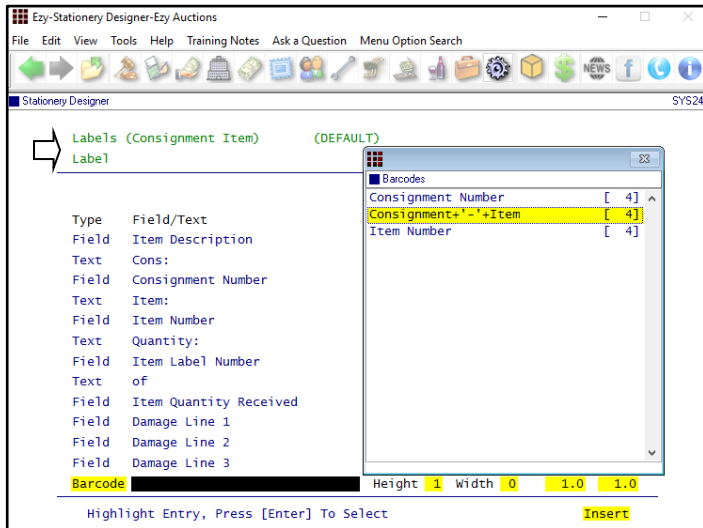 Ezy-Stationery Designer-Ezy Auctions
File Edit View Tools Help Training Notes Ask a Question Menu Option Search
NEWS f i
Stationery Designer SYS24
Labels (Consignment Item) (DEFAULT)
Label
Barcodes
Consignment Number [ 4]
Consignment+'-'+Item [ 4]
Item Number [ 4]
Type Field/Text
Field Item Description
Text Cons:
Field Consignment Number
Text Item:
Field Item Number
Text Quantity:
Field Item Label Number
Text of
Field Item Quantity Received
Field Damage Line 1
Field Damage Line 2
Field Damage Line 3
Barcode Height 1 Width 0 1.0 1.0
Highlight Entry, Press [Enter] To Select Insert